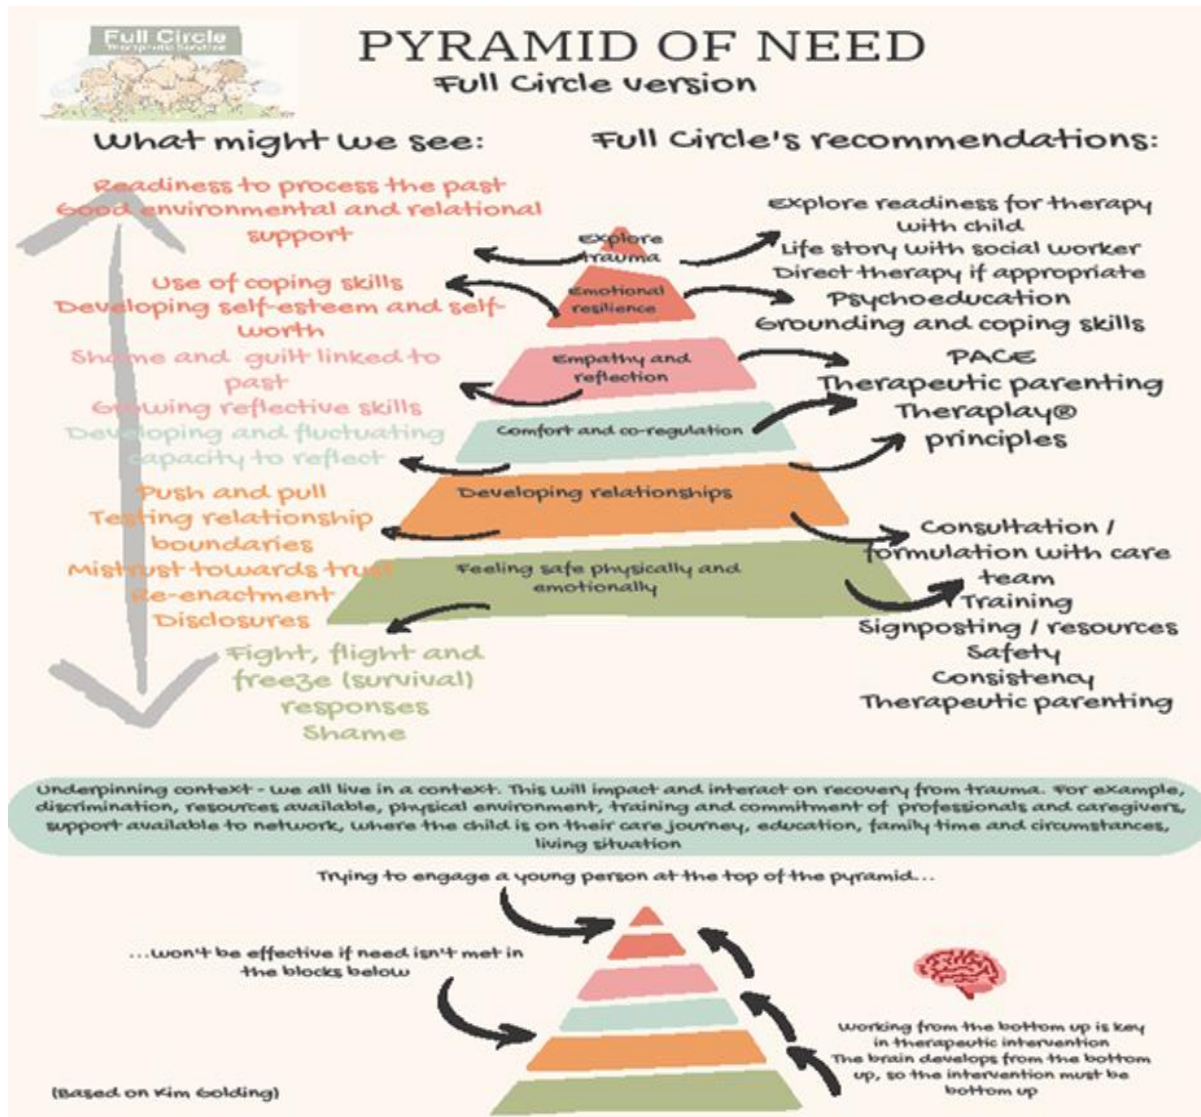 Full Circle
Therapeutic Services
PYRAMID OF NEED
Full Circle version
What might we see:
Readiness to process the past
Good environmental and relational
support
Use of coping skills
Developing self-esteem and self-
worth
Shame and guilt linked to
past
Growing reflective skills
Developing and fluctuating
capacity to reflect
Push and pull
Testing relationship
boundaries
Mistrust towards trust
Re-enactment
Disclosures
Fight, flight and
freeze (survival)
responses
Shame
Explore
trauma
Emotional
resilience
Empathy and
reflection
Comfort and co-regulation
Developing relationships
Feeling safe physically and
emotionally
Full Circle's recommendations:
Explore readiness for therapy
with child
Life story with social worker
Direct therapy if appropriate
Psychoeducation
Grounding and coping skills
PACE
Therapeutic parenting
Theraplay®
principles
Consultation /
formulation with care
team
Training
Signposting / resources
Safety
Consistency
Therapeutic parenting
Underpinning context - we all live in a context. This will impact and interact on recovery from trauma. For example,
discrimination, resources available, physical environment, training and commitment of professionals and caregivers,
support available to network, where the child is on their care journey, education, family time and circumstances,
living situation
Trying to engage a young person at the top of the pyramid...
...won't be effective if need isn't met in
the blocks below
Working from the bottom up is key
in therapeutic intervention
The brain develops from the bottom
up, so the intervention must be
bottom up
(Based on Kim Golding)